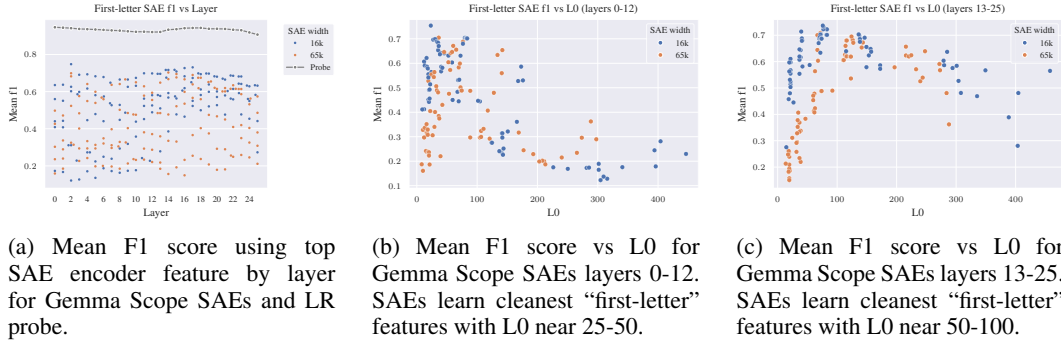 First-letter SAE f1 vs Layer
SAE width
16k
65k
Probe
0.8
0.6
0.4
0.2
Mean f1
0 2 4 6 8 10 12 14 16 18 20 22 24
Layer
First-letter SAE f1 vs L0 (layers 0-12)
SAE width
16k
65k
0.7
0.6
0.5
0.4
0.3
0.2
0.1
Mean f1
0 100 200 300 400
L0
First-letter SAE f1 vs L0 (layers 13-25)
SAE width
16k
65k
0.7
0.6
0.5
0.4
0.3
0.2
Mean f1
0 100 200 300 400
L0
(a) Mean F1 score using top
SAE encoder feature by layer
for Gemma Scope SAEs and LR
probe.
(b) Mean F1 score vs L0 for
Gemma Scope SAEs layers 0-12.
SAEs learn cleanest “first-letter”
features with L0 near 25-50.
(c) Mean F1 score vs L0 for
Gemma Scope SAEs layers 13-25.
SAEs learn cleanest “first-letter”
features with L0 near 50-100.